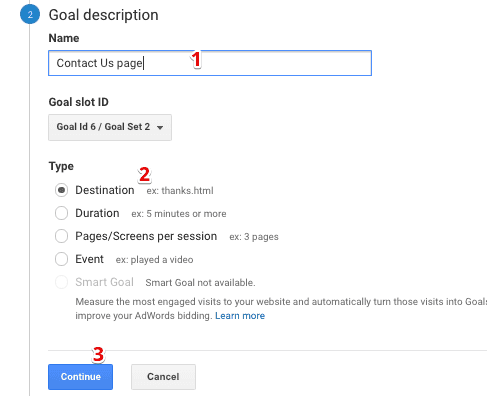 2 Goal description
Name
Contact Us page 1
Goal slot ID
Goal Id 6 / Goal Set 2
Type
2
Destination ex: thanks.html
Duration ex: 5 minutes or more
Pages/Screens per session ex: 3 pages
Event ex: played a video
Smart Goal Smart Goal not available.
Measure the most engaged visits to your website and automatically turn those visits into Goals
improve your AdWords bidding. Learn more
3
Continue Cancel